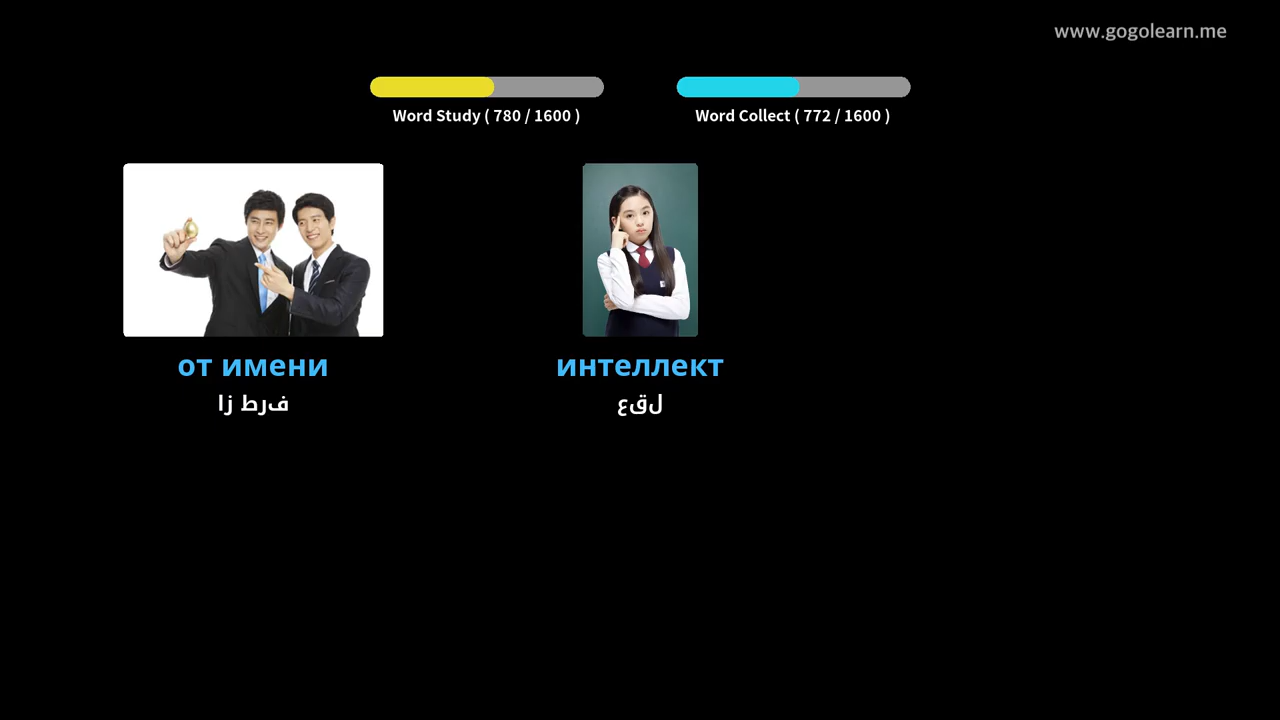 www.gogolearn.me
Word Study ( 780 / 1600 )
Word Collect ( 772 / 1600 )
от имени
فرط زا
интеллект
لقع